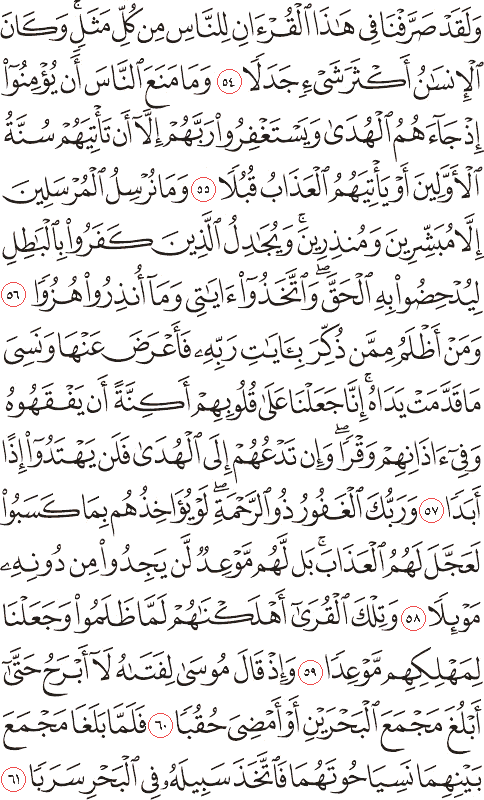 وَلَقَدْ صَرَّفْنَا فِي هَٰذَا ٱلْقُرْءَانِ لِلنَّاسِ مِن كُلِّ مَثَلٍۚ وَكَانَ
ٱلْإِنسَٰنُ أَكْثَرَ شَىْءٍ جَدَلًا ٥٤ وَمَا مَنَعَ ٱلنَّاسَ أَن يُؤْمِنُوٓا۟
إِذْ جَآءَهُمُ ٱلْهُدَىٰ وَيَسْتَغْفِرُوا۟ رَبَّهُمْ إِلَّآ أَن تَأْتِيَهُمْ سُنَّةُ
ٱلْأَوَّلِينَ أَوْ يَأْتِيَهُمُ ٱلْعَذَابُ قُبُلًا ٥٥ وَمَا نُرْسِلُ ٱلْمُرْسَلِينَ
إِلَّا مُبَشِّرِينَ وَمُنذِرِينَۚ وَيُجَٰدِلُ ٱلَّذِينَ كَفَرُوا۟ بِٱلْبَٰطِلِ
لِيُدْحِضُوا۟ بِهِ ٱلْحَقَّۖ وَٱتَّخَذُوٓا۟ ءَايَٰتِى وَمَآ أُنذِرُوا۟ هُزُوًا ٥٦
وَمَنْ أَظْلَمُ مِمَّن ذُكِّرَ بِـَٔايَٰتِ رَبِّهِۦ فَأَعْرَضَ عَنْهَا وَنَسِىَ
مَا قَدَّمَتْ يَدَاهُۚ إِنَّا جَعَلْنَا عَلَىٰ قُلُوبِهِمْ أَكِنَّةً أَن يَفْقَهُوهُ
وَفِىٓ ءَاذَانِهِمْ وَقْرًاۖ وَإِن تَدْعُهُمْ إِلَى ٱلْهُدَىٰ فَلَن يَهْتَدُوٓا۟ إِذًا
أَبَدًا ٥٧ وَرَبُّكَ ٱلْغَفُورُ ذُو ٱلرَّحْمَةِۖ لَوْ يُؤَاخِذُهُم بِمَا كَسَبُوا۟
لَعَجَّلَ لَهُمُ ٱلْعَذَابَۚ بَل لَّهُم مَّوْعِدٌ لَّن يَجِدُوا۟ مِن دُونِهِۦ
مَوْئِلًا ٥٨ وَتِلْكَ ٱلْقُرَىٰٓ أَهْلَكْنَٰهُمْ لَمَّا ظَلَمُوا۟ وَجَعَلْنَا
لِمَهْلِكِهِم مَّوْعِدًا ٥٩ وَإِذْ قَالَ مُوسَىٰ لِفَتَىٰهُ لَآ أَبْرَحُ حَتَّىٰٓ
أَبْلُغَ مَجْمَعَ ٱلْبَحْرَيْنِ أَوْ أَمْضِىَ حُقُبًا ٦٠ فَلَمَّا بَلَغَا مَجْمَعَ
بَيْنِهِمَا نَسِيَا حُوتَهُمَا فَٱتَّخَذَ سَبِيلَهُۥ فِى ٱلْبَحْرِ سَرَبًا ٦١